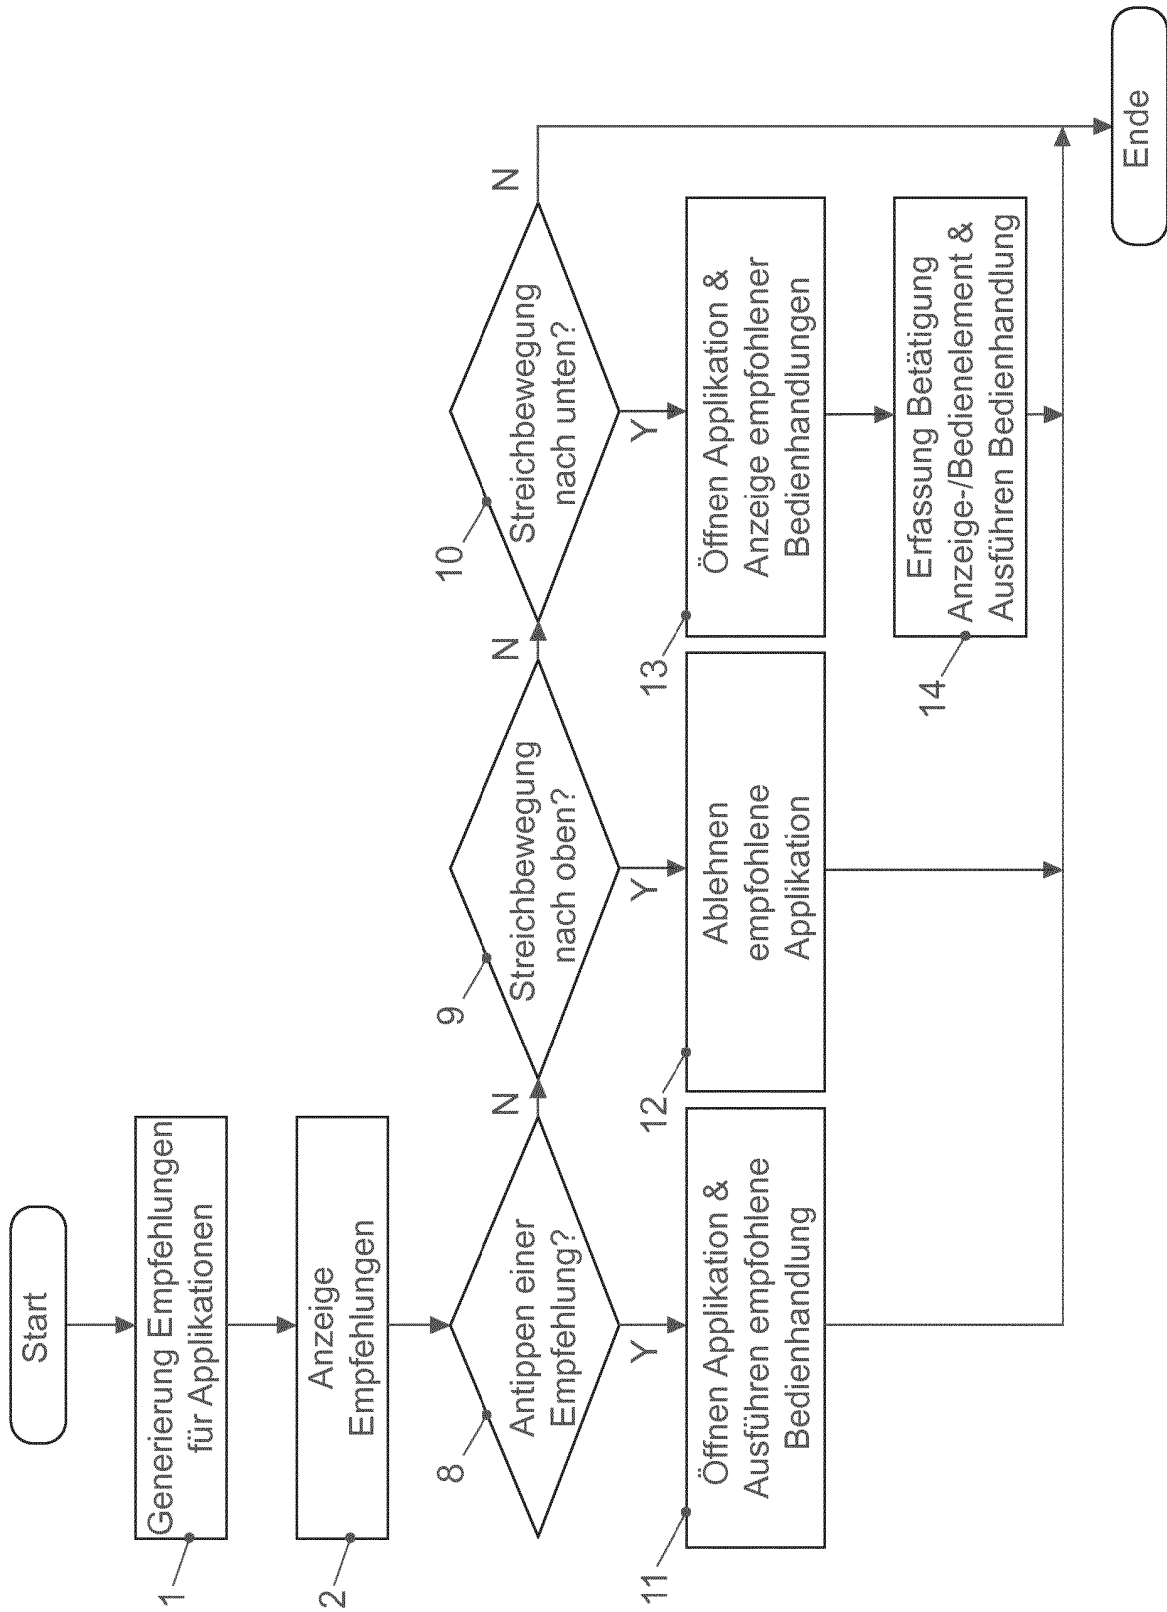 Start
1
Generierung Empfehlungen
für Applikationen
2
Anzeige
Empfehlungen
8
Antippen einer
Empfehlung?
N
Y
9
Streichbewegung
nach oben?
N
Y
10
Streichbewegung
nach unten?
N
Y
11
Öffnen Applikation &
Ausführen empfohlene
Bedienhandlung
12
Ablehnen
empfohlene
Applikation
13
Öffnen Applikation &
Anzeige empfohlener
Bedienhandlungen
14
Erfassung Betätigung
Anzeige-/Bedienelement &
Ausführen Bedienhandlung
Ende